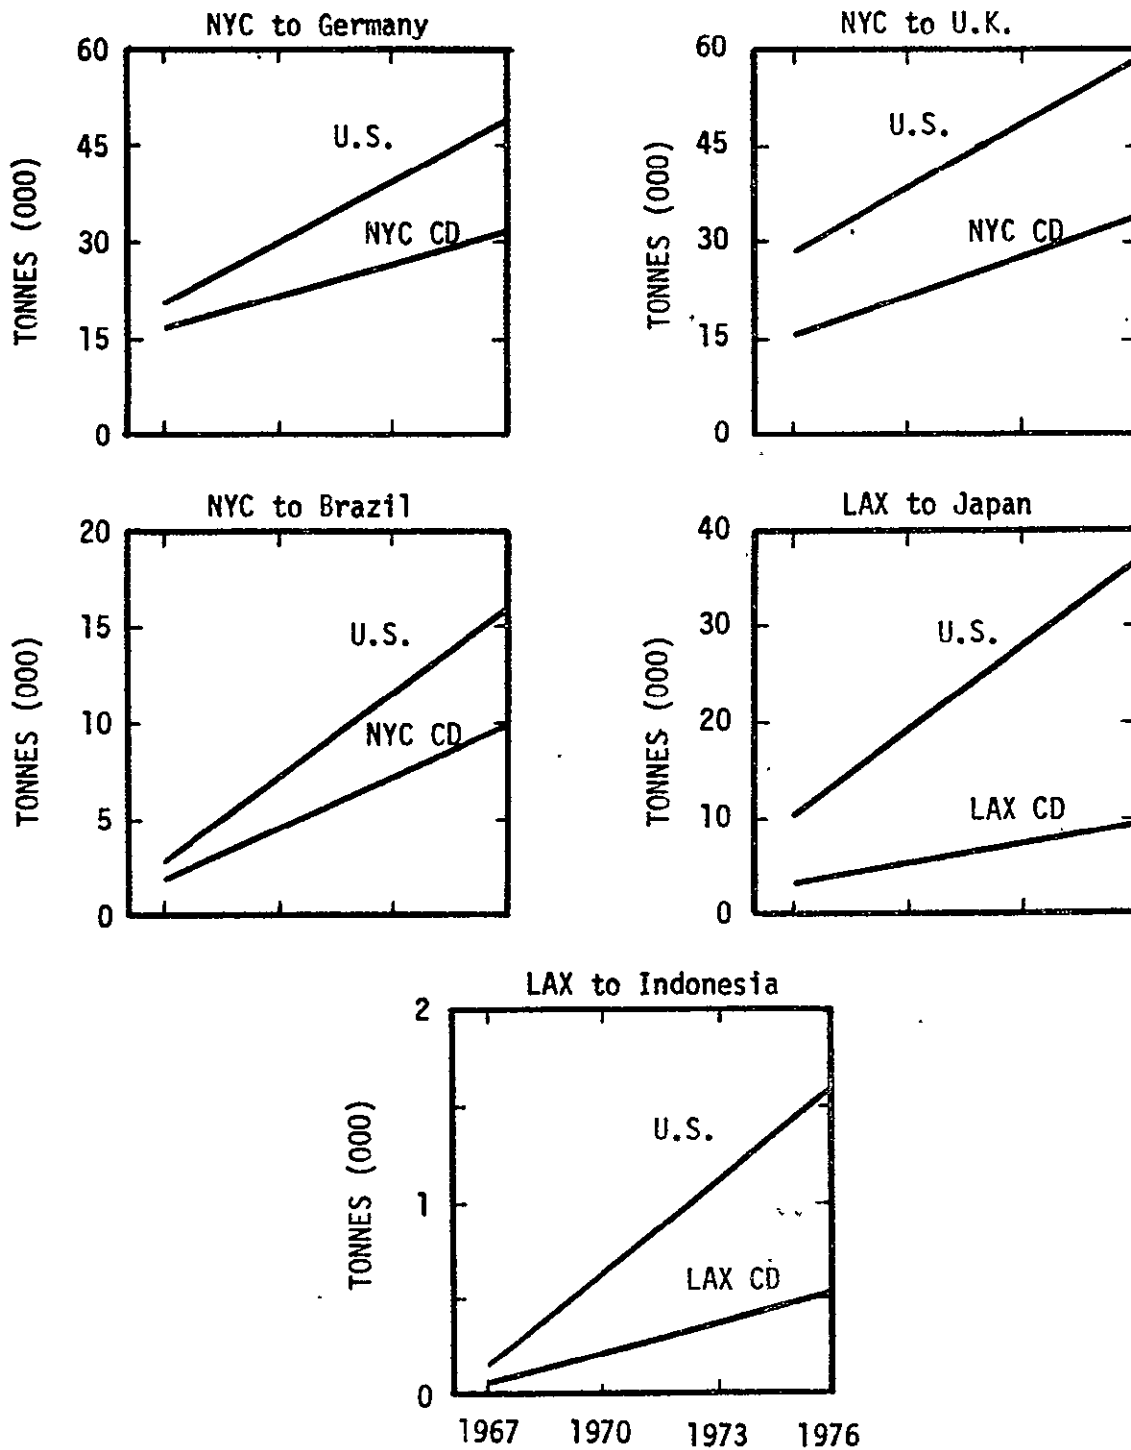 NYC to Germany
60
45
30
15
0
TONNES (000)
U.S.
NYC CD
NYC to U.K.
60
45
30
15
0
TONNES (000)
U.S.
NYC CD
NYC to Brazil
20
15
10
5
0
TONNES (000)
U.S.
NYC CD
LAX to Japan
40
30
20
10
0
TONNES (000)
U.S.
LAX CD
LAX to Indonesia
2
1
0
TONNES (000)
U.S.
LAX CD
1967 1970 1973 1976